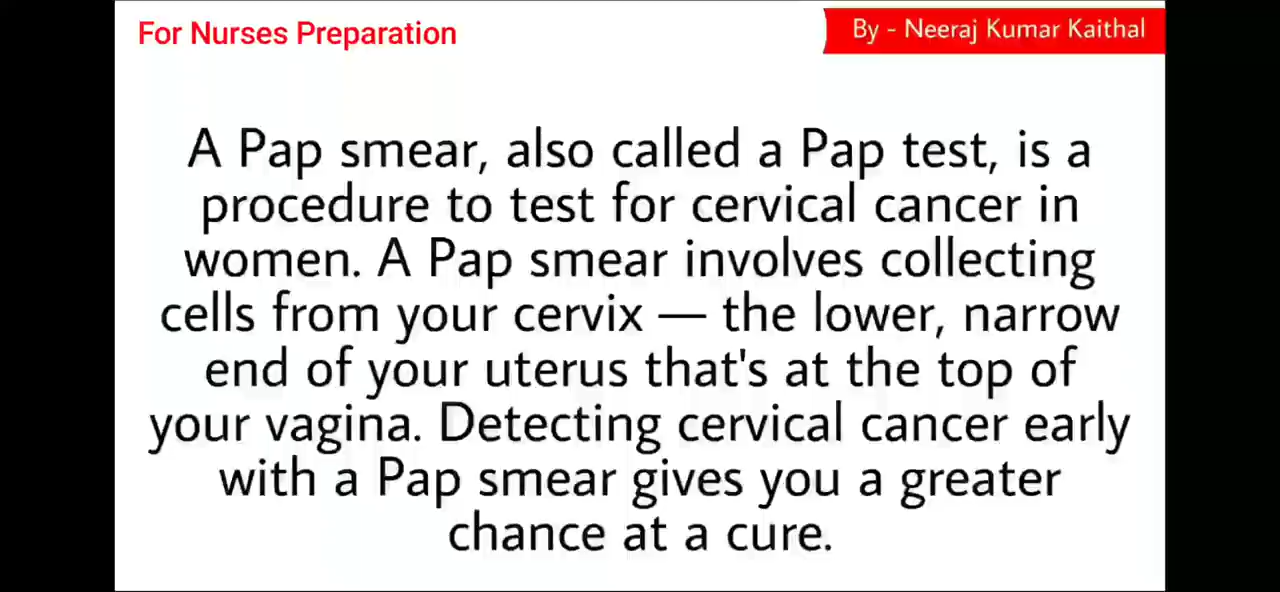 For Nurses Preparation
By - Neeraj Kumar Kaithal
A Pap smear, also called a Pap test, is a
procedure to test for cervical cancer in
women. A Pap smear involves collecting
cells from your cervix — the lower, narrow
end of your uterus that's at the top of
your vagina. Detecting cervical cancer early
with a Pap smear gives you a greater
chance at a cure.